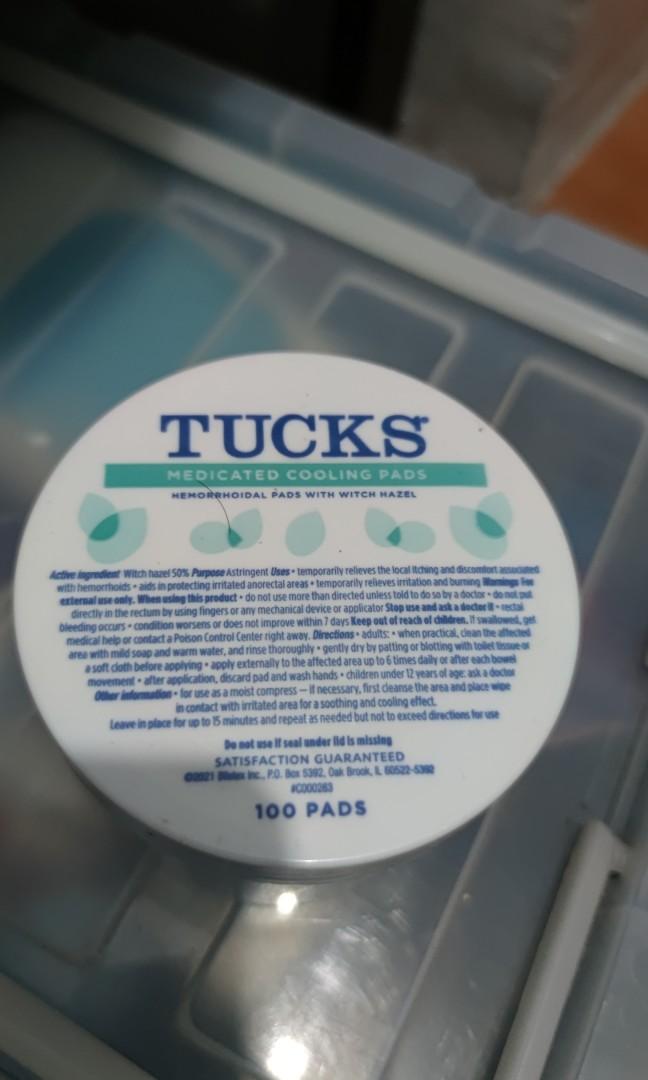 TUCKS
MEDICATED COOLING PADS
HEMORRHOIDAL PADS WITH WITCH HAZEL
Active ingredient Witch hazel 50% Purpose Astringent Uses • temporarily relieves the local itching and discomfort associated
with hemorrhoids • aids in protecting irritated anorectal areas • temporarily relieves irritation and burning Warnings For
external use only. When using this product • do not use more than directed unless told to do so by a doctor • do not put
directly in the rectum by using fingers or any mechanical device or applicator Stop use and ask a doctor if • rectal
bleeding occurs • condition worsens or does not improve within 7 days Keep out of reach of children. If swallowed, get
medical help or contact a Poison Control Center right away. Directions • adults: • when practical, clean the affected
area with mild soap and warm water, and rinse thoroughly • gently dry by patting or blotting with toilet tissue or
a soft cloth before applying • apply externally to the affected area up to 6 times daily or after each bowel
movement • after application, discard pad and wash hands • children under 12 years of age: ask a doctor
Other information • for use as a moist compress — if necessary, first cleanse the area and place wipe
in contact with irritated area for a soothing and cooling effect.
Leave in place for up to 15 minutes and repeat as needed but not to exceed directions for use
Do not use if seal under lid is missing
SATISFACTION GUARANTEED
©2021 Blistex Inc., P.O. Box 5392, Oak Brook, IL 60522-5392
#C000263
100 PADS